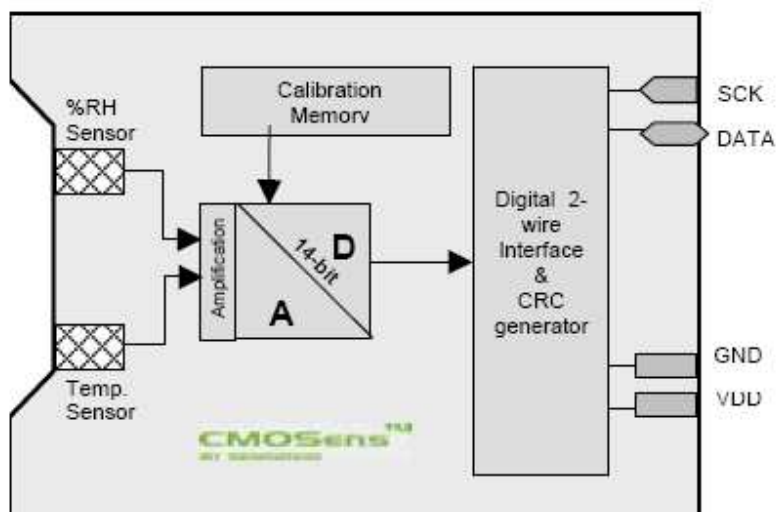 %RH
Sensor
Calibration
Memory
SCK
DATA
Digital 2-
wire
Interface
&
CRC
generator
Amplification
14-bit
D
A
GND
VDD
Temp.
Sensor
CMOSens™